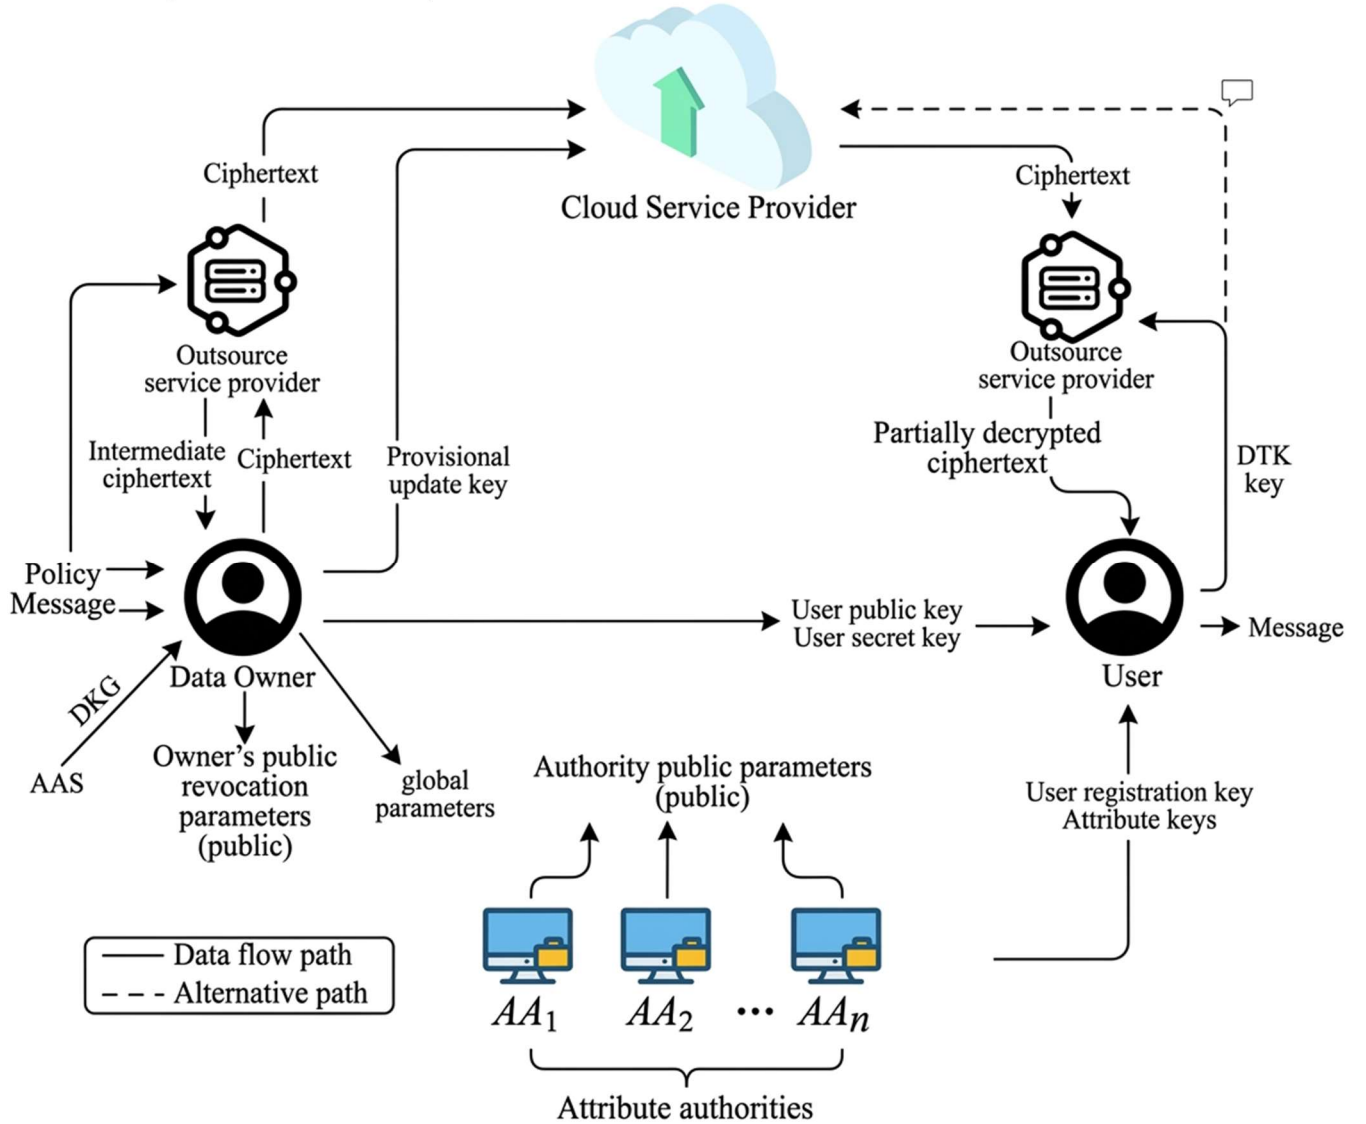 Ciphertext
Cloud Service Provider
Ciphertext
Outsource
service provider
Outsource
service provider
Intermediate
ciphertext
Ciphertext
Provisional
update key
Partially decrypted
ciphertext
DTK
key
Policy
Message
User public key
User secret key
Message
Data Owner
User
DKG
AAS
Owner’s public
revocation
parameters
(public)
global
parameters
Authority public parameters
(public)
User registration key
Attribute keys
Data flow path
Alternative path
AA1
AA2
...
AAn
Attribute authorities